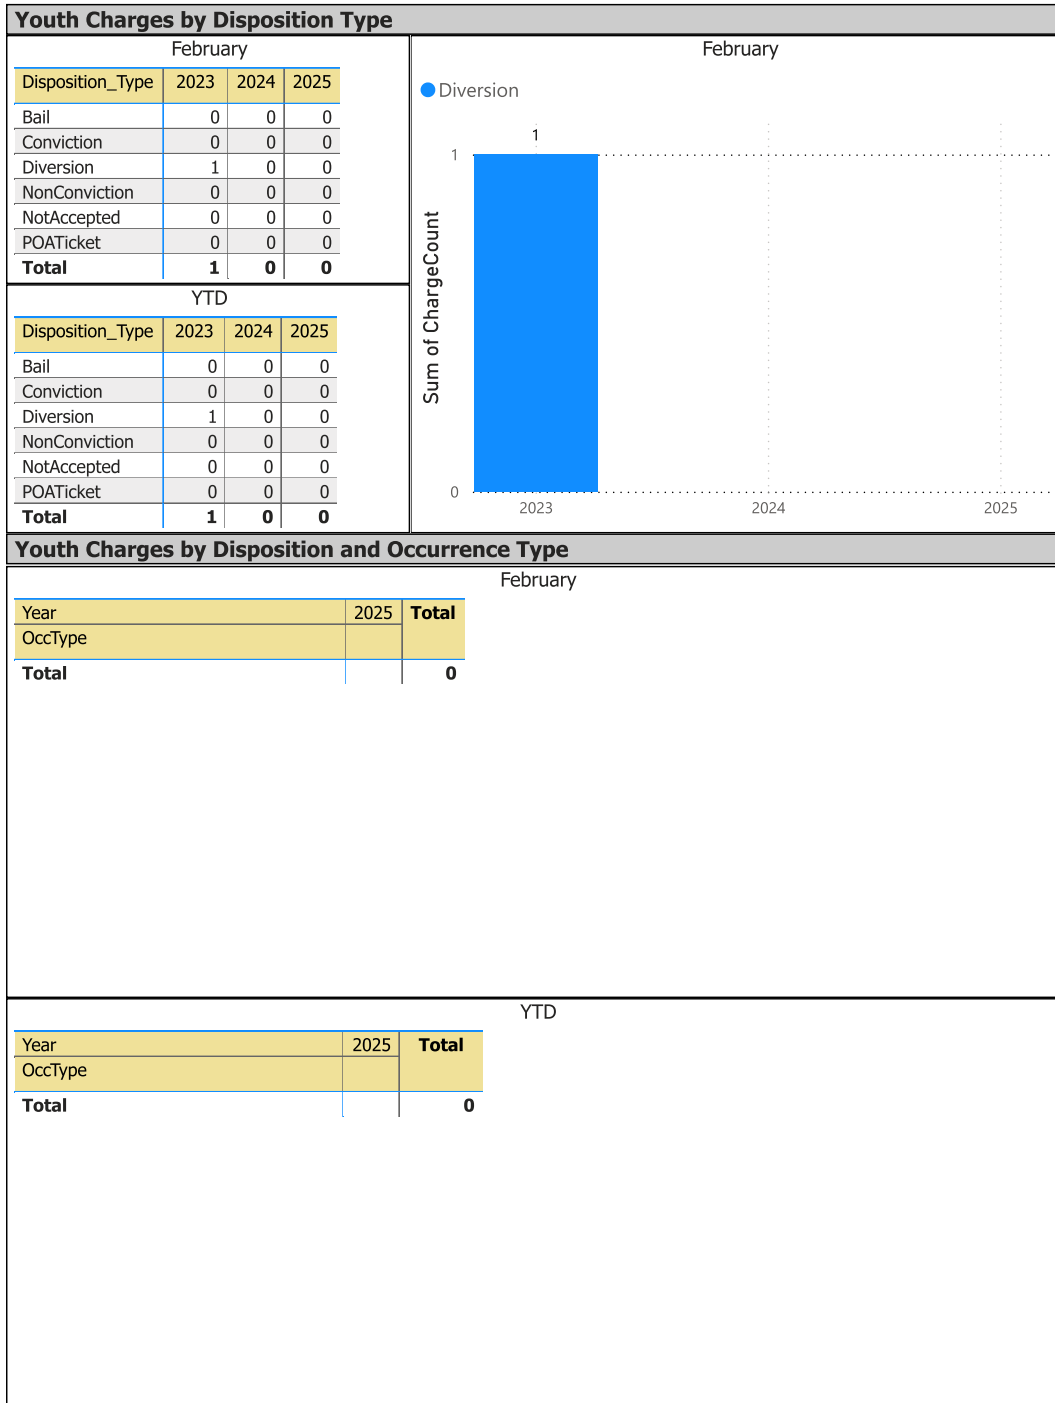 Youth Charges by Disposition Type
February
Disposition_Type 2023 2024 2025
Bail 0 0 0
Conviction 0 0 0
Diversion 1 0 0
NonConviction 0 0 0
NotAccepted 0 0 0
POATicket 0 0 0
Total 1 0 0
YTD
Disposition_Type 2023 2024 2025
Bail 0 0 0
Conviction 0 0 0
Diversion 1 0 0
NonConviction 0 0 0
NotAccepted 0 0 0
POATicket 0 0 0
Total 1 0 0
February
Diversion
1
1
Sum of ChargeCount
0
2023 2024 2025
Youth Charges by Disposition and Occurrence Type
February
Year 2025 Total
OccType
Total 0
YTD
Year 2025 Total
OccType
Total 0